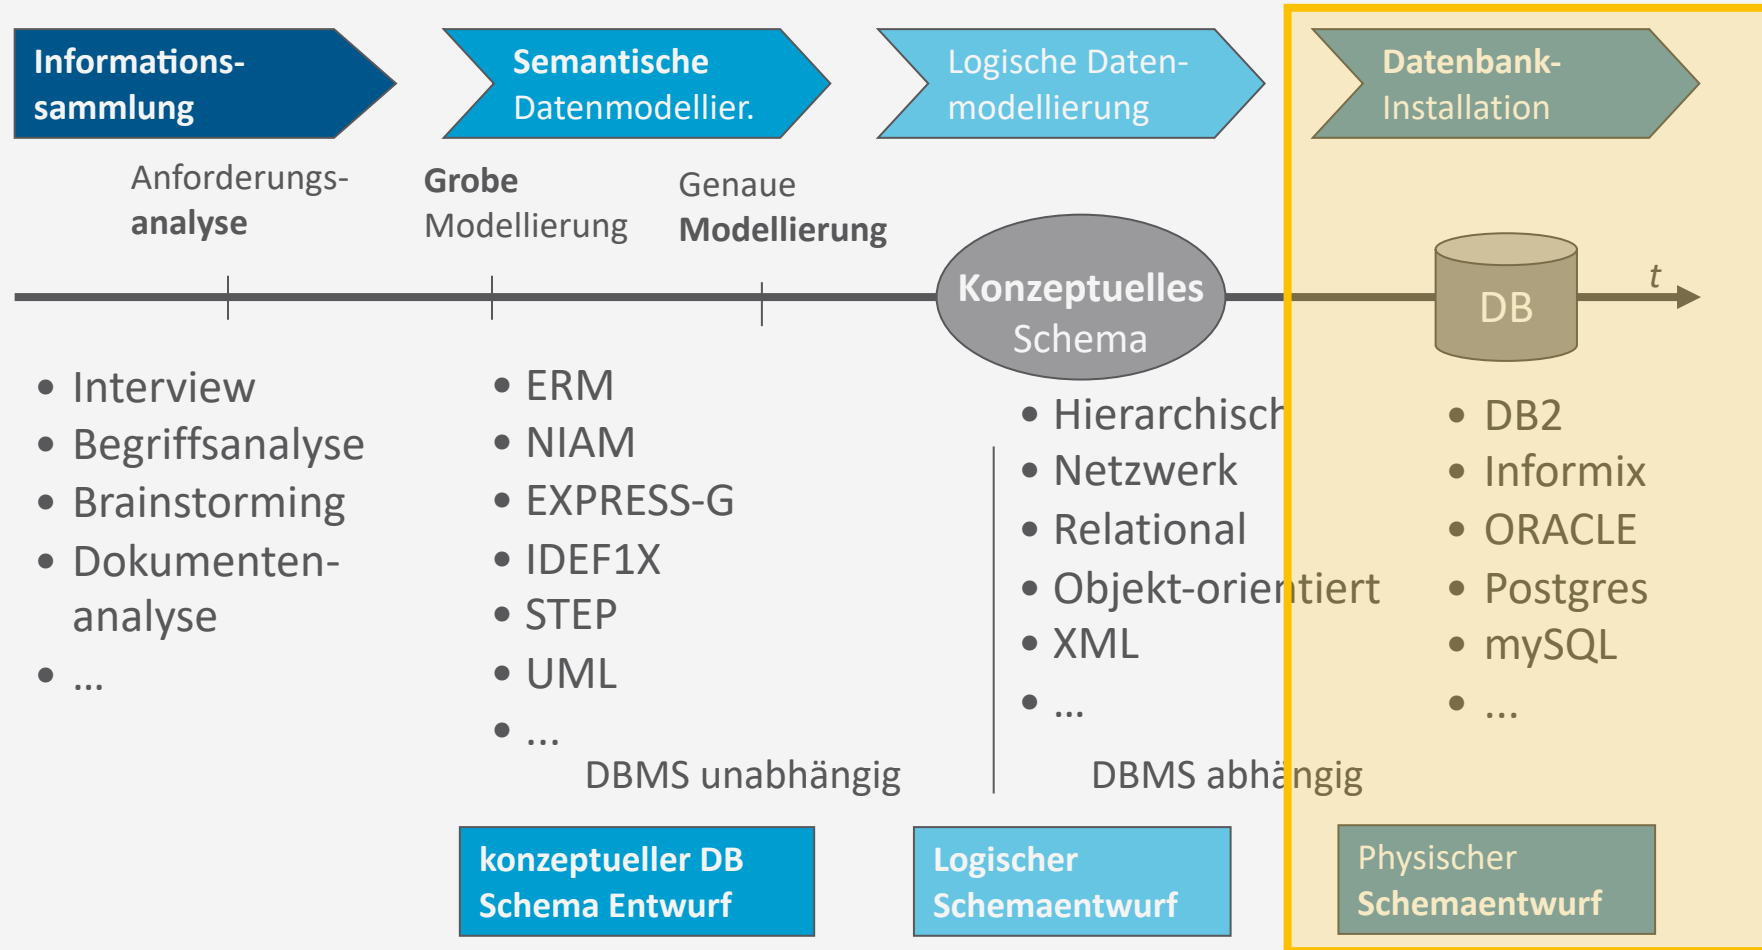 Informations-
sammlung
Semantische
Datenmodellier.
Logische Daten-
modellierung
Datenbank-
Installation
Anforderungs-
analyse
Grobe
Modellierung
Genaue
Modellierung
Konzeptuelles
Schema
DB
t
• Interview
• Begriffsanalyse
• Brainstorming
• Dokumenten-
analyse
• ...
• ERM
• NIAM
• EXPRESS-G
• IDEF1X
• STEP
• UML
• ...
DBMS unabhängig
• Hierarchisch
• Netzwerk
• Relational
• Objekt-orientiert
• XML
• ...
DBMS abhängig
• DB2
• Informix
• ORACLE
• Postgres
• mySQL
• ...
konzeptueller DB
Schema Entwurf
Logischer
Schemaentwurf
Physischer
Schemaentwurf